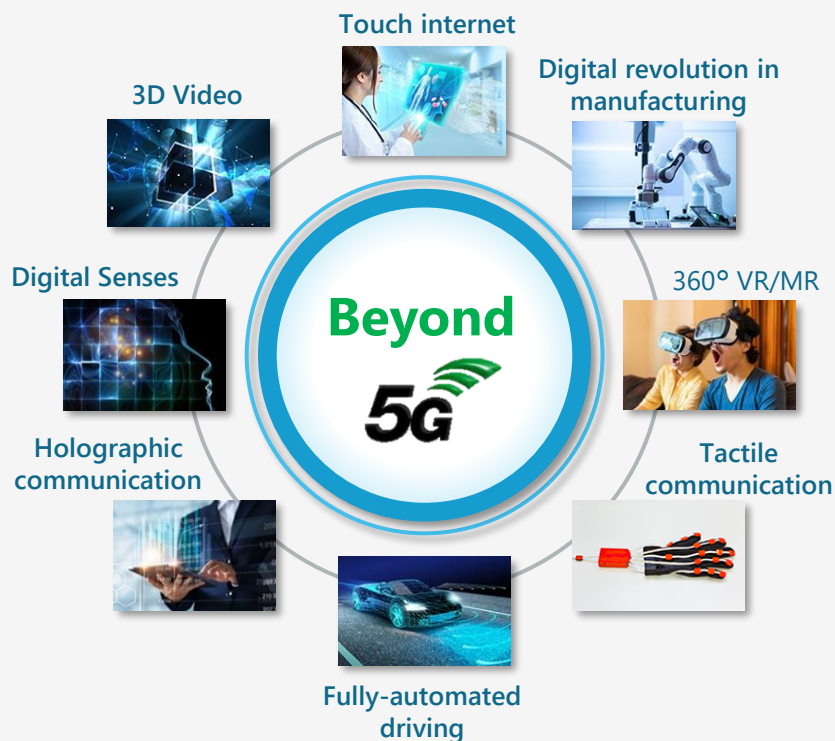 Touch internet
Digital revolution in
manufacturing
3D Video
360° VR/MR
Digital Senses
Beyond
5G
Holographic
communication
Tactile
communication
Fully-automated
driving